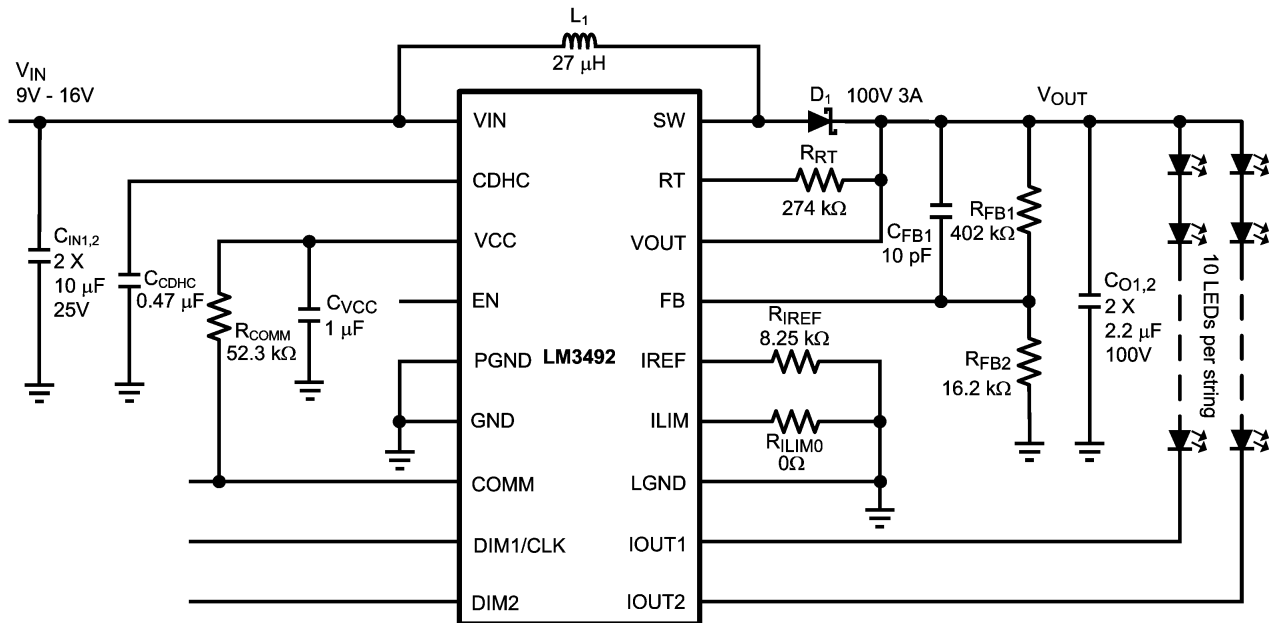 L1
27 μH
VIN
9V - 16V
D1
100V 3A
VOUT
VIN
SW
CDHC
RT
RRT
274 kΩ
VCC
VOUT
CFB1
10 pF
RFB1
402 kΩ
CIN1,2
2 X
10 μF
25V
CCDHC
0.47 μF
RCOMM
52.3 kΩ
CVCC
1 μF
EN
FB
CO1,2
2 X
2.2 μF
100V
10 LEDs per string
RIREF
8.25 kΩ
PGND
LM3492
IREF
RFB2
16.2 kΩ
GND
ILIM
RILIM0
0Ω
COMM
LGND
DIM1/CLK
IOUT1
DIM2
IOUT2